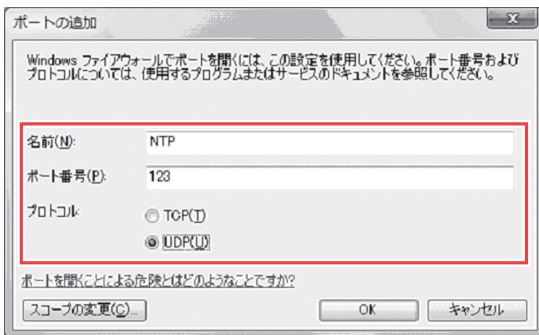 ポートの追加
Windows ファイアウォールでポートを開くには、この設定を使用してください。ポート番号および
プロトコルについては、使用するプログラムまたはサービスのドキュメントを参照してください。
名前(N): NTP
ポート番号(P): 123
プロトコル: TCP(T)
UDP(U)
ポートを開くことによる危険とはどのようなことですか?
スコープの変更(C)... OK キャンセル